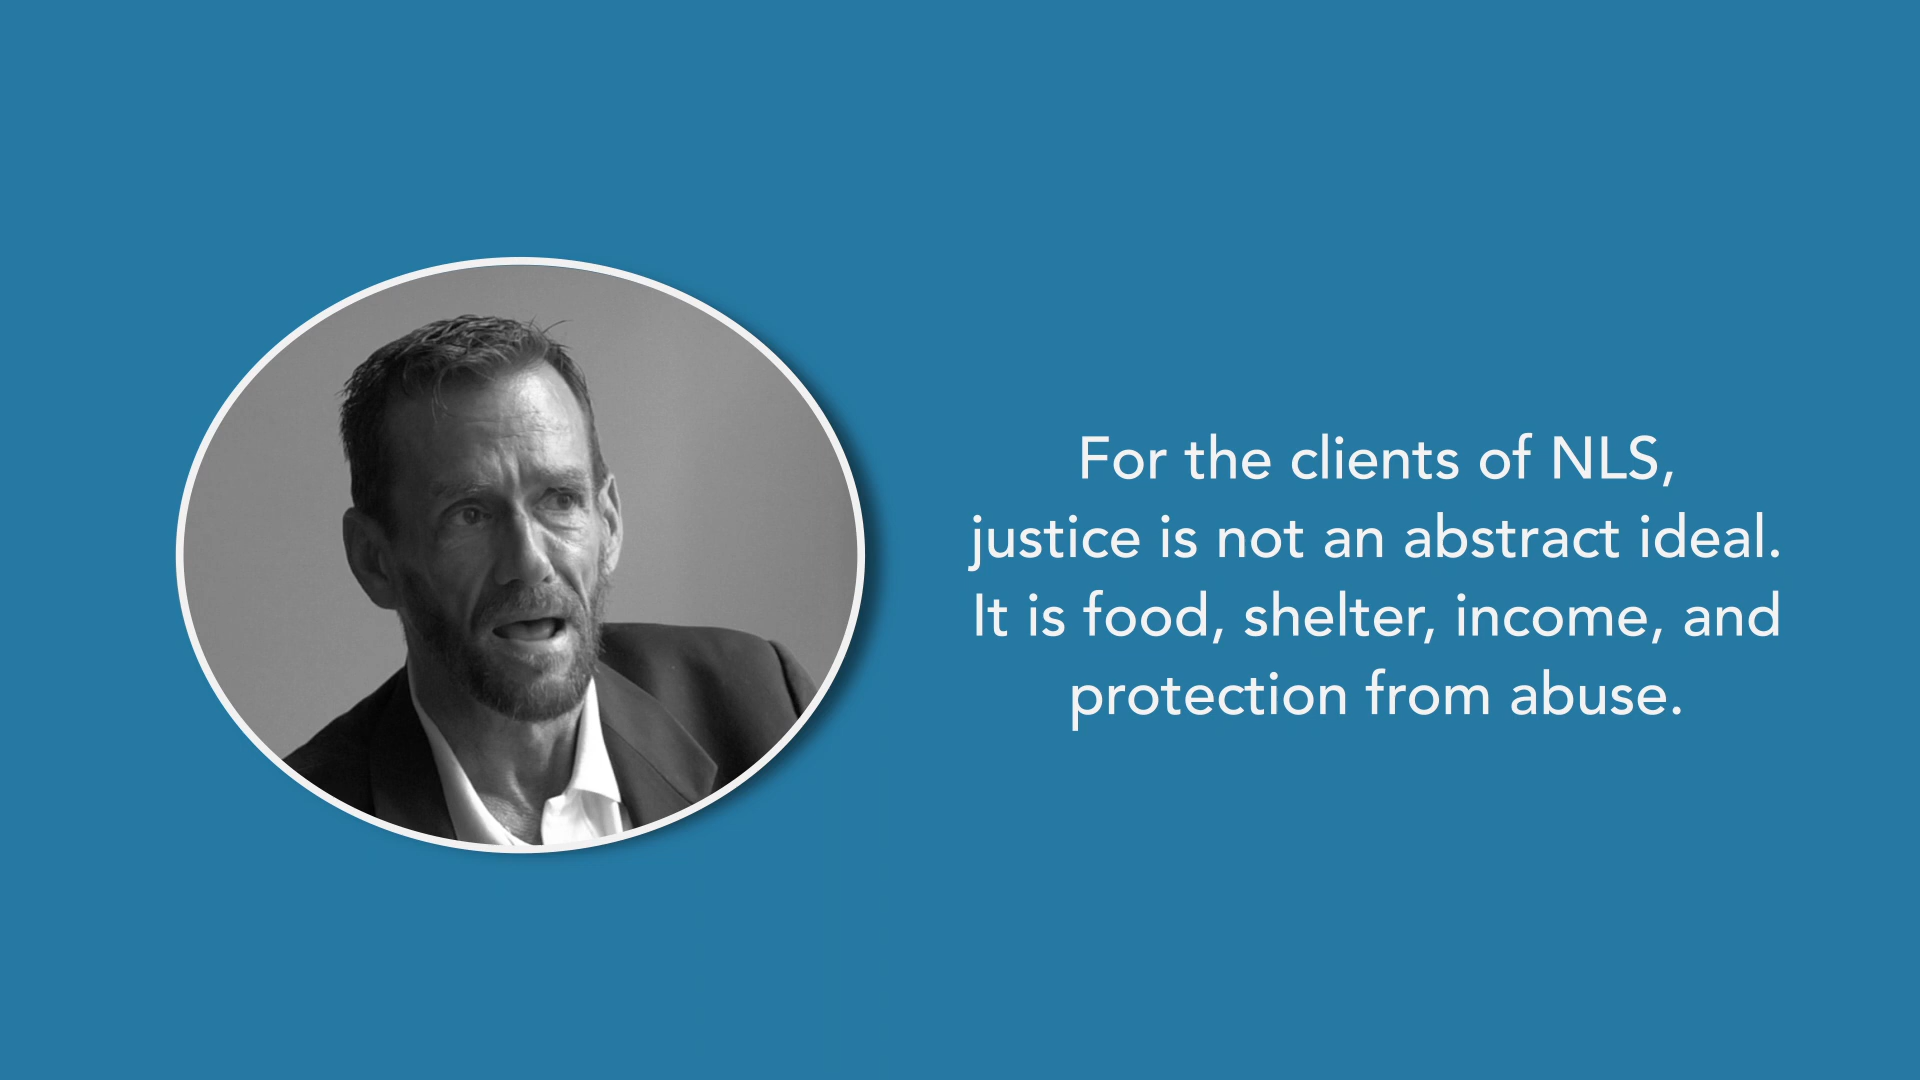 For the clients of NLS,
justice is not an abstract ideal.
It is food, shelter, income, and
protection from abuse.